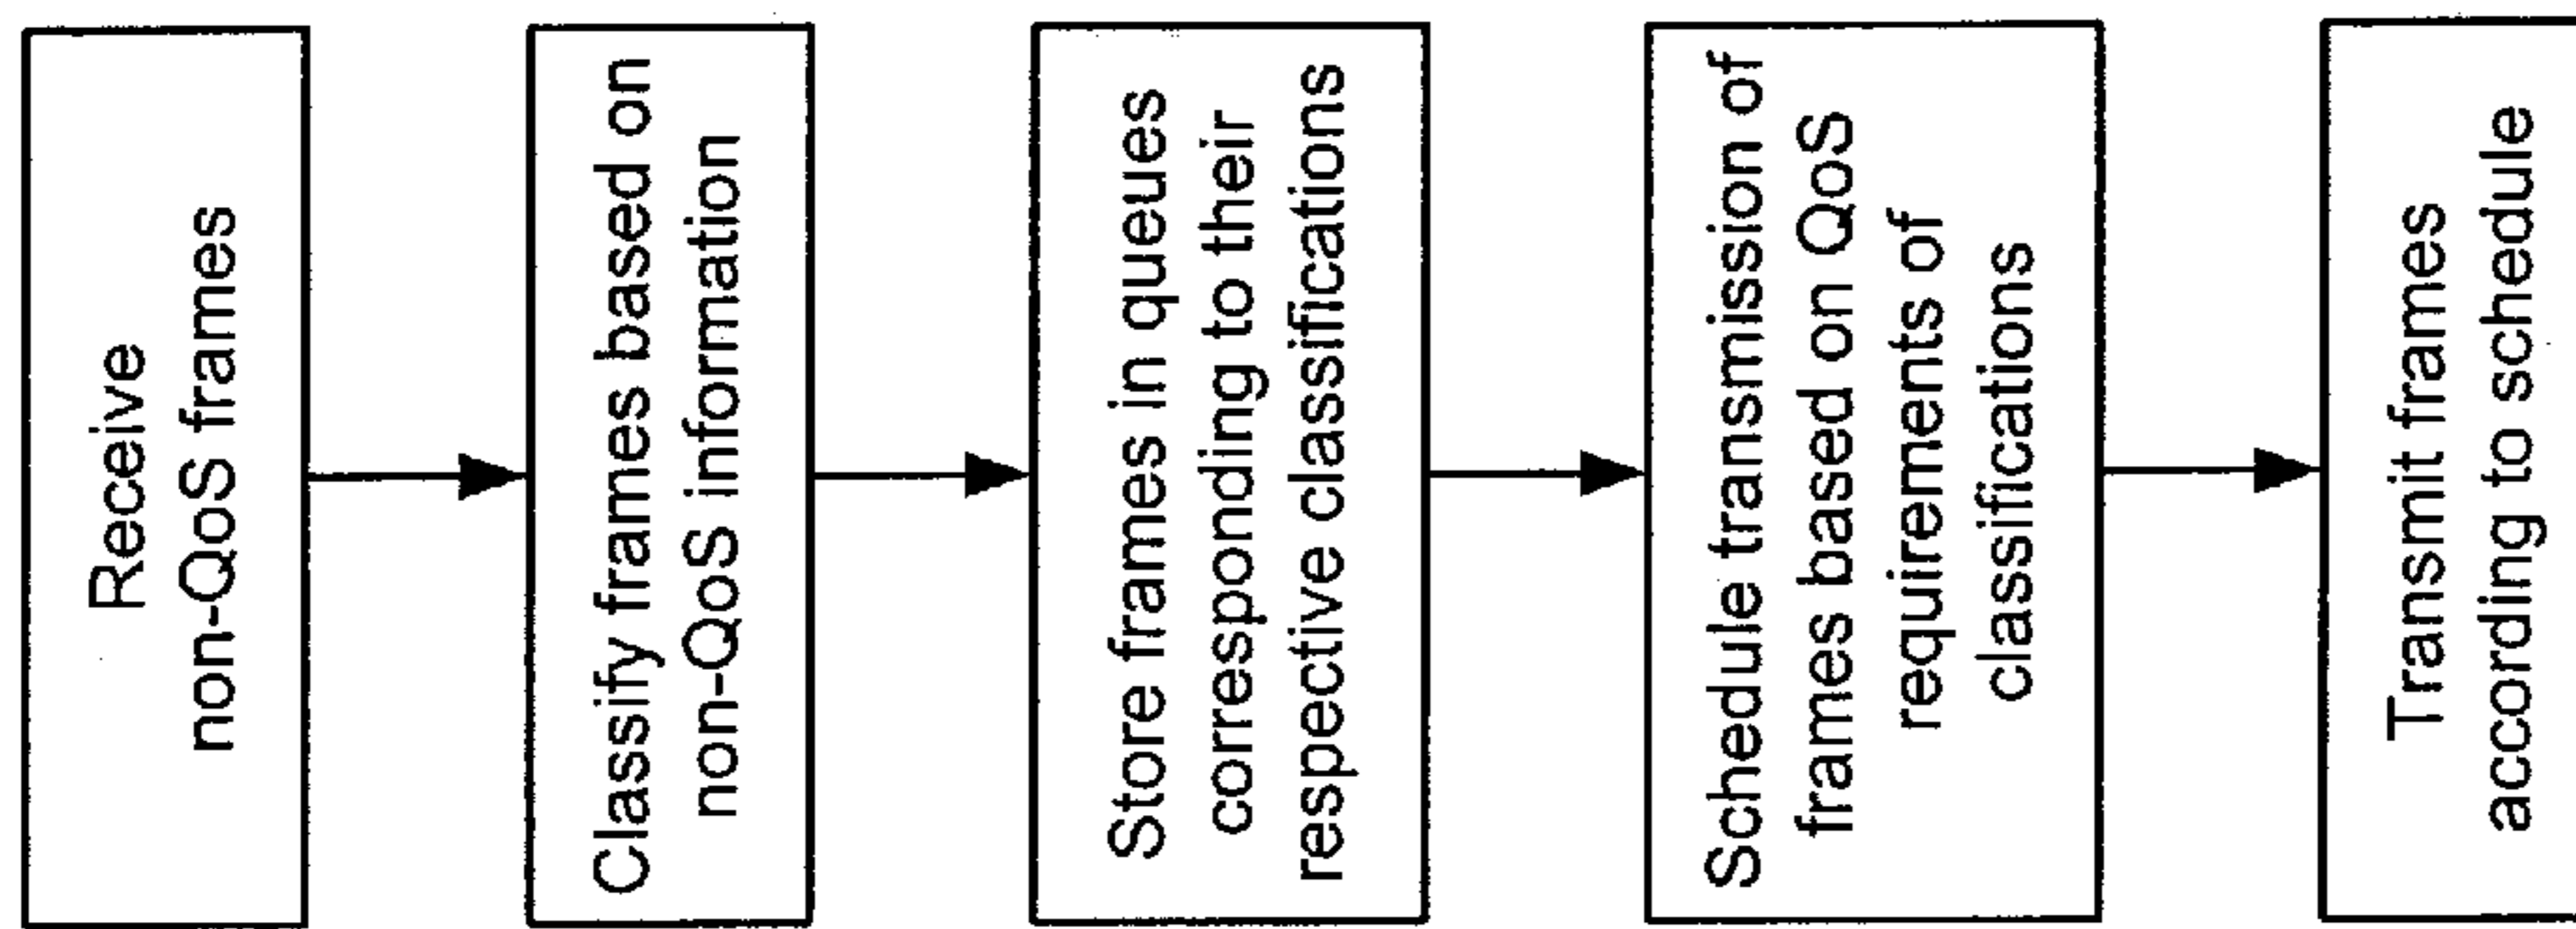 Receive
non-QoS frames
Classify frames based on
non-QoS information
Store frames in queues
corresponding to their
respective classifications
Schedule transmission of
frames based on QoS
requirements of
classifications
Transmit frames
according to schedule